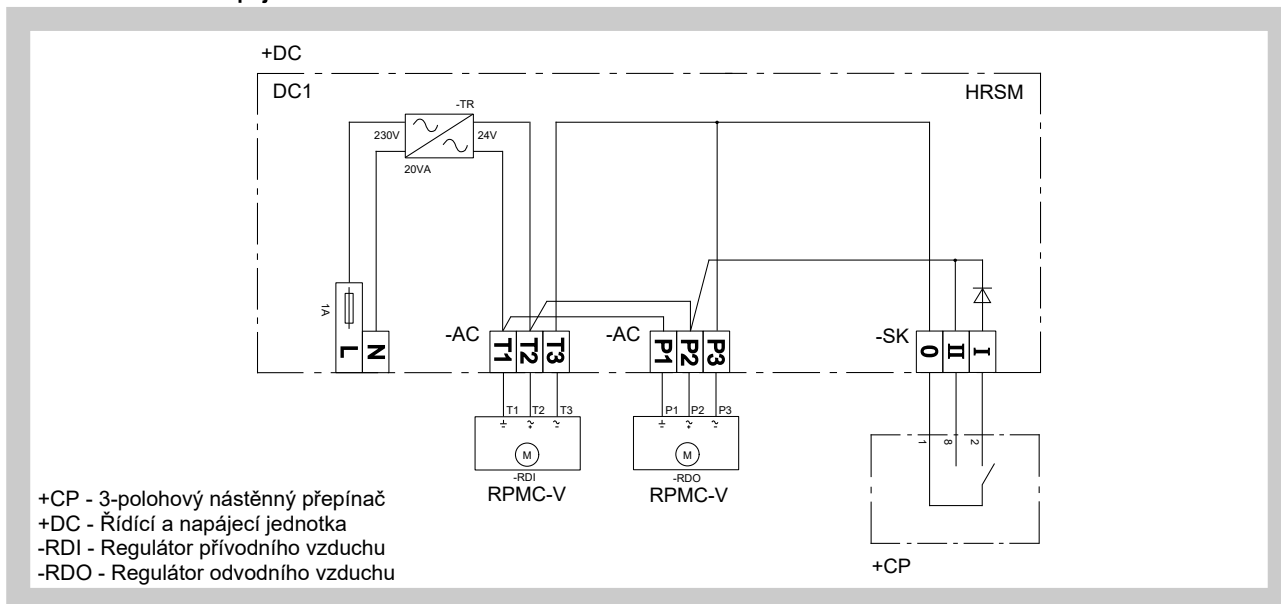 +DC
DC1
HRSM
-TR
230V
24V
20VA
1A
L
N
-AC
T1
T2
T3
-AC
P1
P2
P3
-SK
0
II
I
T1
T2
T3
P1
P2
P3
M
M
-RDI
-RDO
RPMC-V
RPMC-V
1
8
2
+CP - 3-polohový nástěnný přepínač
+DC - Řídící a napájecí jednotka
-RDI - Regulátor přívodního vzduchu
-RDO - Regulátor odvodního vzduchu
+CP